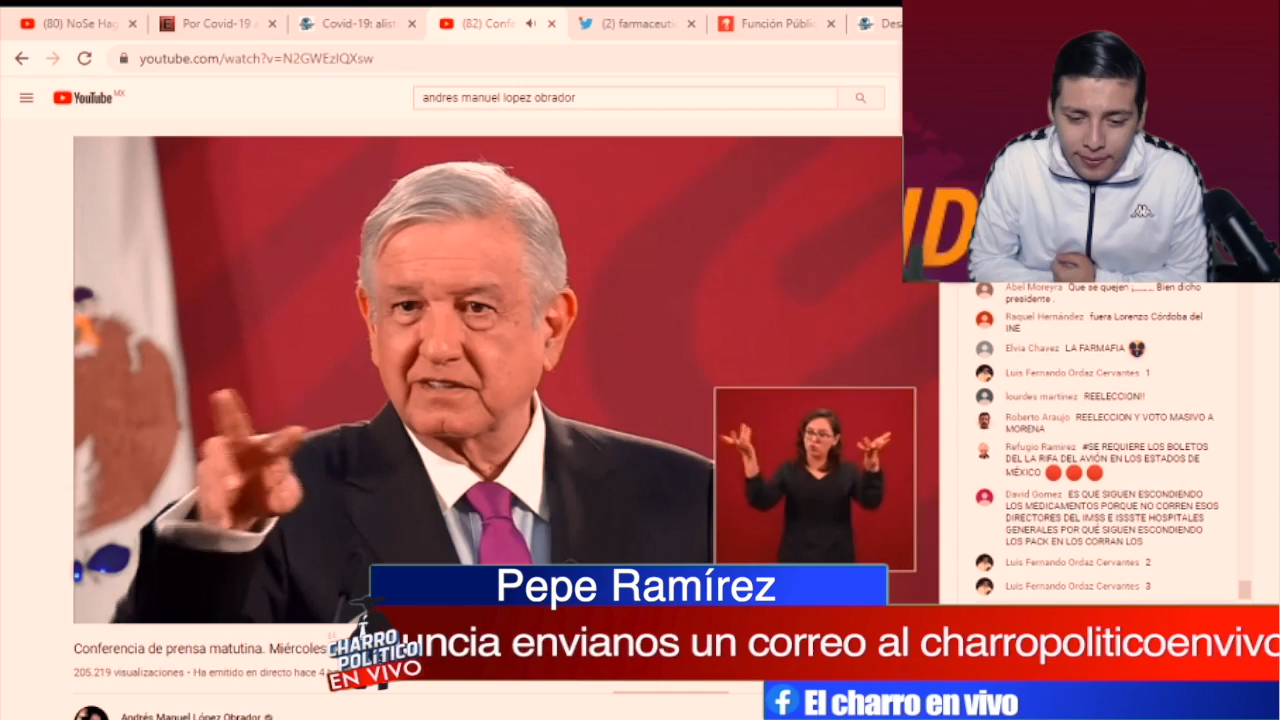 (80) NoSe Hag
Por Covid-19 a
Covid-19: alist
(82) Confe
(2) farmaceuti
Función Públic
Des
youtube.com/watch?v=N2GWEzIQXsw
YouTube MX
andres manuel lopez obrador
ND
Abel Moreyra Que se quejen Bien dicho
presidente .
Raquel Hernández fuera Lorenzo Córdoba del
INE
Elvia Chavez LA FARMAFIA
Luis Fernando Ordaz Cervantes 1
lourdes martinez REELECCION!!
Roberto Araujo REELECCION Y VOTO MASIVO A
MORENA
Refugio Ramirez #SE REQUIERE LOS BOLETOS
DEL LA RIFA DEL AVIÓN EN LOS ESTADOS DE
MÉXICO
David Gomez ES QUE SIGUEN ESCONDIENDO
LOS MEDICAMENTOS PORQUE NO CORREN ESOS
DIRECTORES DEL IMSS E ISSSTE HOSPITALES
GENERALES POR QUÉ SIGUEN ESCONDIENDO
LOS PACK EN LOS CORRAN LOS
Luis Fernando Ordaz Cervantes 2
Luis Fernando Ordaz Cervantes 3
Pepe Ramírez
EL CHARRO
POLÍTICO
EN VIVO
uncia envianos un correo al charropoliticoenvivo
Conferencia de prensa matutina. Miércoles
205,219 visualizaciones • Ha emitido en directo hace 4
El charro en vivo
Andrés Manuel López Obrador